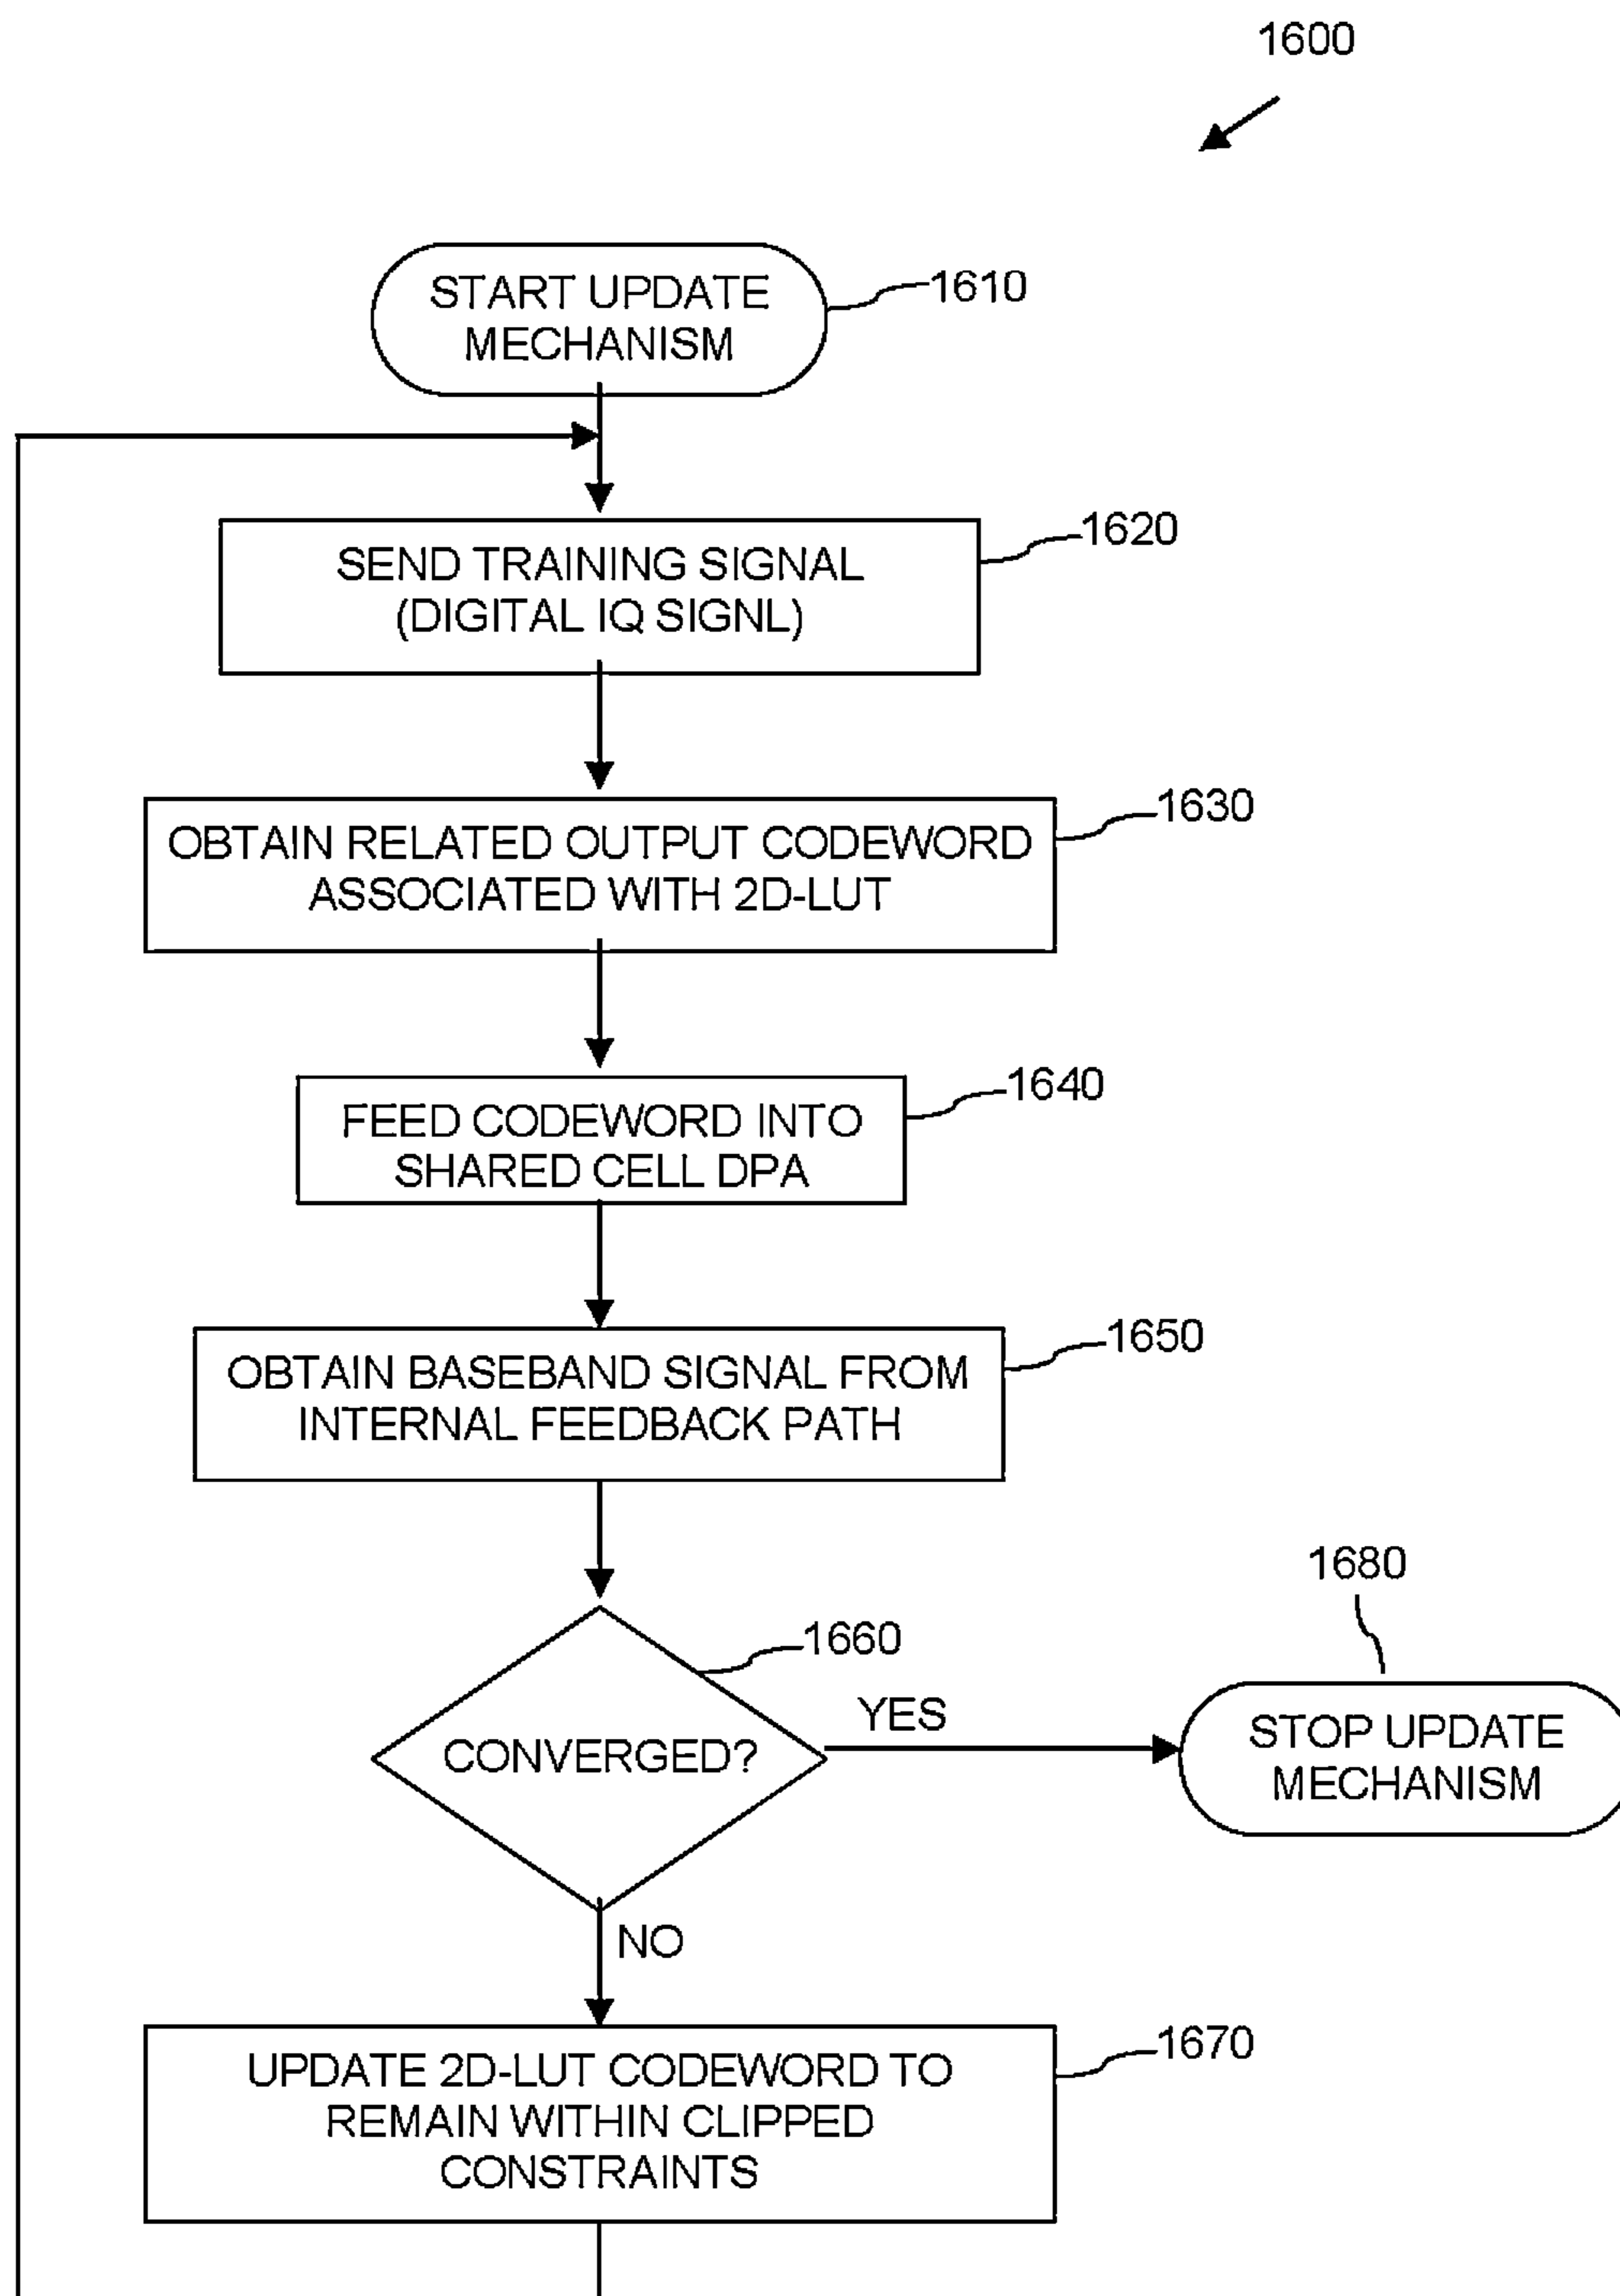 1600
START UPDATE
MECHANISM
1610
SEND TRAINING SIGNAL
(DIGITAL IQ SIGNL)
1620
OBTAIN RELATED OUTPUT CODEWORD
ASSOCIATED WITH 2D-LUT
1630
FEED CODEWORD INTO
SHARED CELL DPA
1640
OBTAIN BASEBAND SIGNAL FROM
INTERNAL FEEDBACK PATH
1650
CONVERGED?
1660
YES
STOP UPDATE
MECHANISM
1680
NO
UPDATE 2D-LUT CODEWORD TO
REMAIN WITHIN CLIPPED
CONSTRAINTS
1670